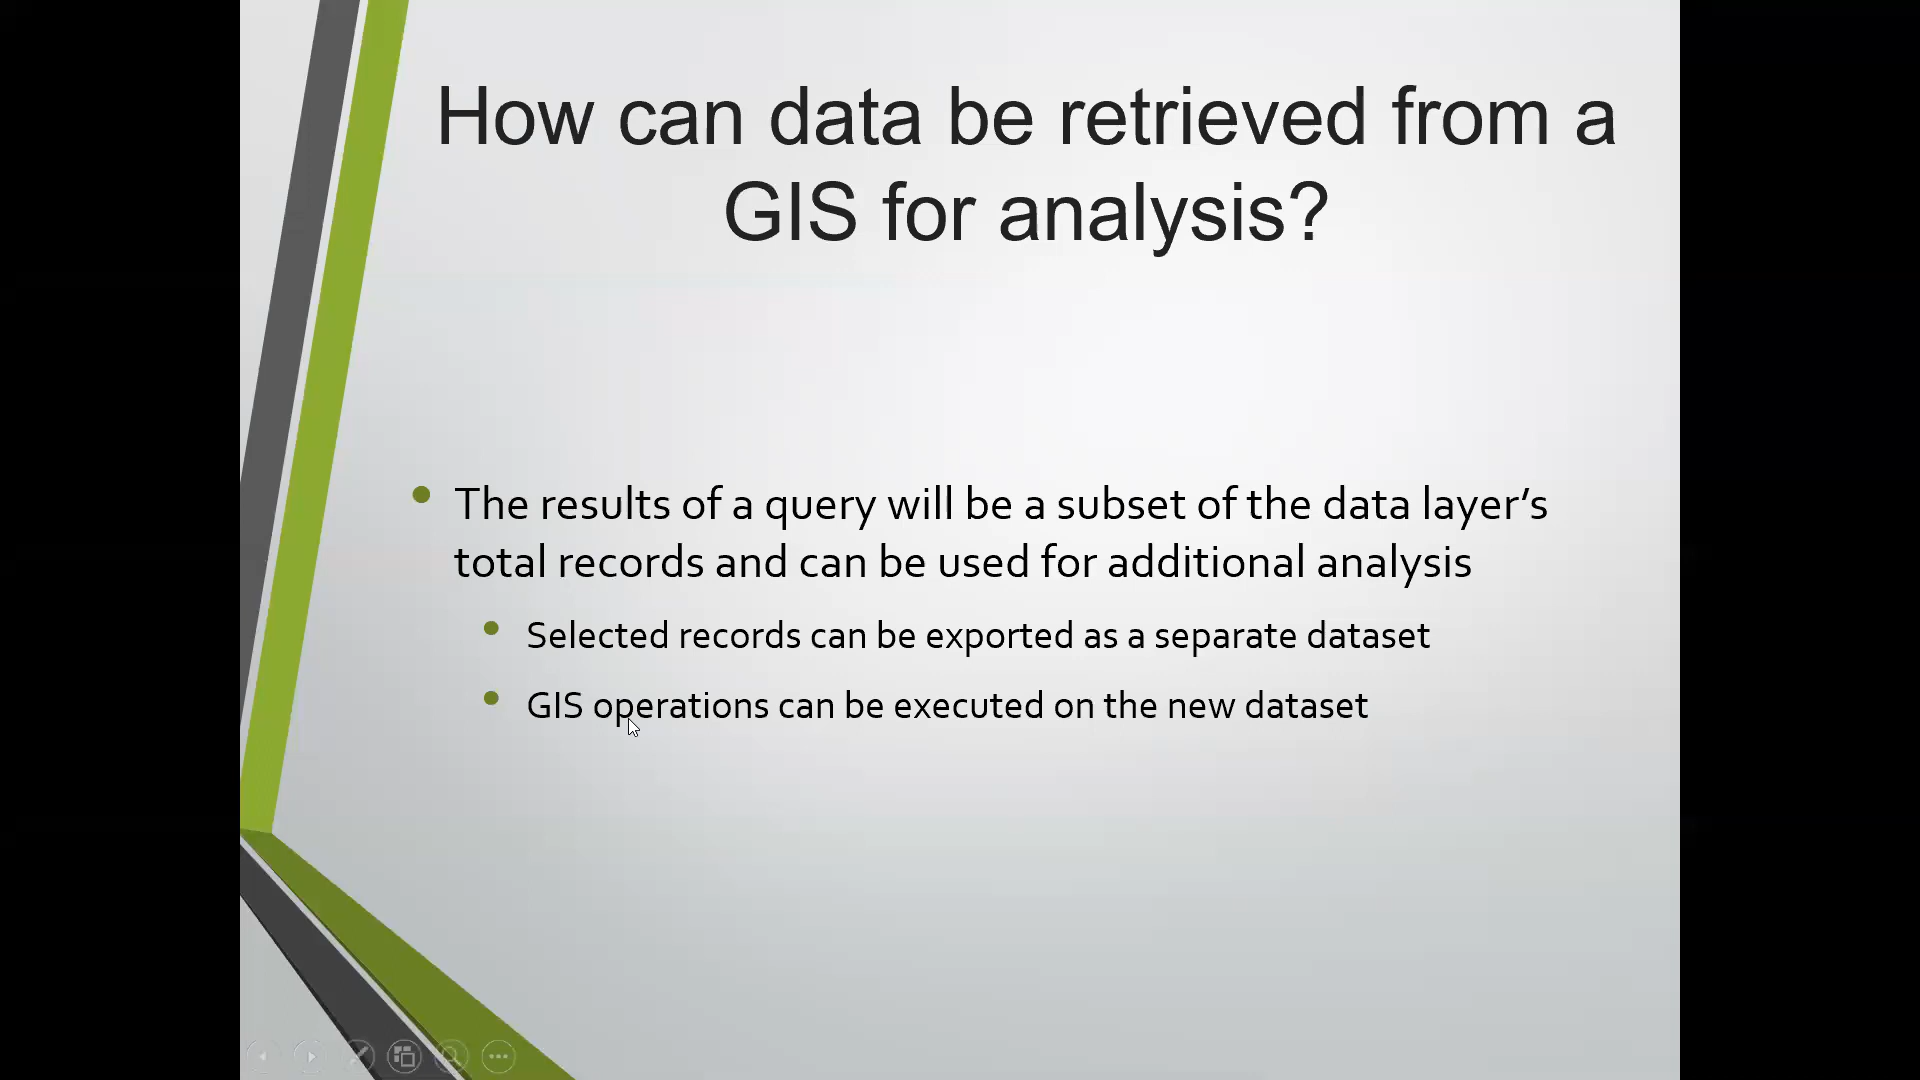 How can data be retrieved from a
GIS for analysis?
The results of a query will be a subset of the data layer’s
total records and can be used for additional analysis
Selected records can be exported as a separate dataset
GIS operations can be executed on the new dataset